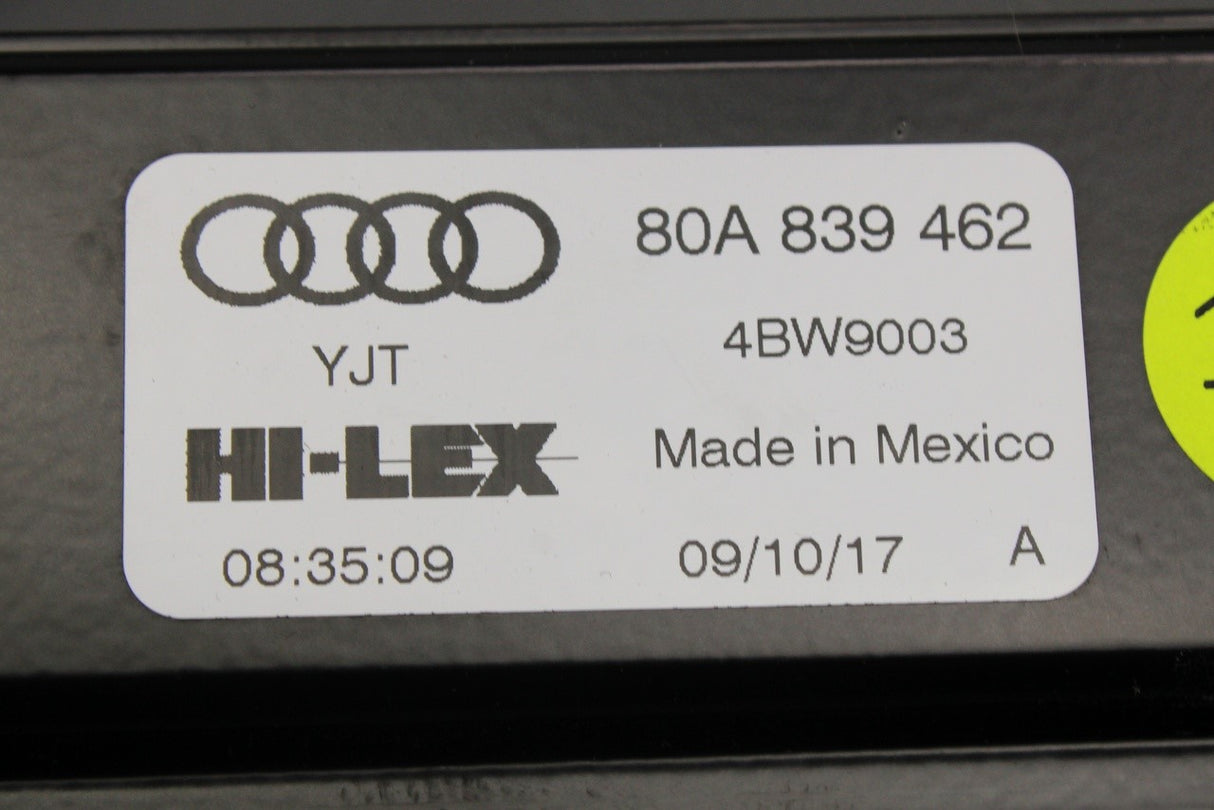 80A 839 462
YJT
4BW9003
HI-LEX
Made in Mexico
08:35:09
09/10/17 A